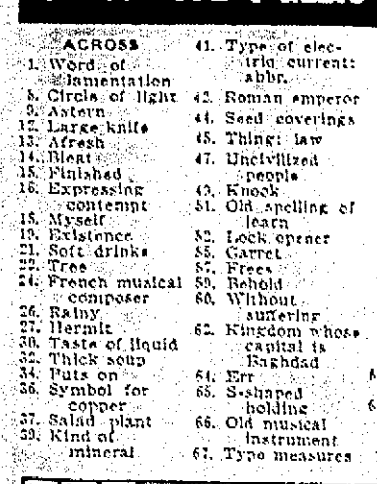 ACROSS
1. Word of
lamentation
5. Circle of light
9. Astern
12. Large knife
13. Afresh
14. Bleat
15. Finished
16. Expressing
contempt
18. Myself
19. Existence
21. Soft drinks
22. Tree
24. French musical
composer
26. Rainy
27. Hermit
30. Taste of liquid
32. Thick soup
34. Puts on
36. Symbol for
copper
37. Salad plant
39. Kind of
mineral
41. Type of elec-
tric current:
abbr.
42. Roman emperor
44. Seed coverings
45. Thing: law
47. Uncivilized
people
49. Knock
51. Old spelling of
learn
52. Lock opener
55. Garret
57. Frees
59. Behold
60. Without
suffering
62. Kingdom whose
capital is
Baghdad
64. Err
65. S-shaped
holding
66. Old musical
instrument
67. Type measures